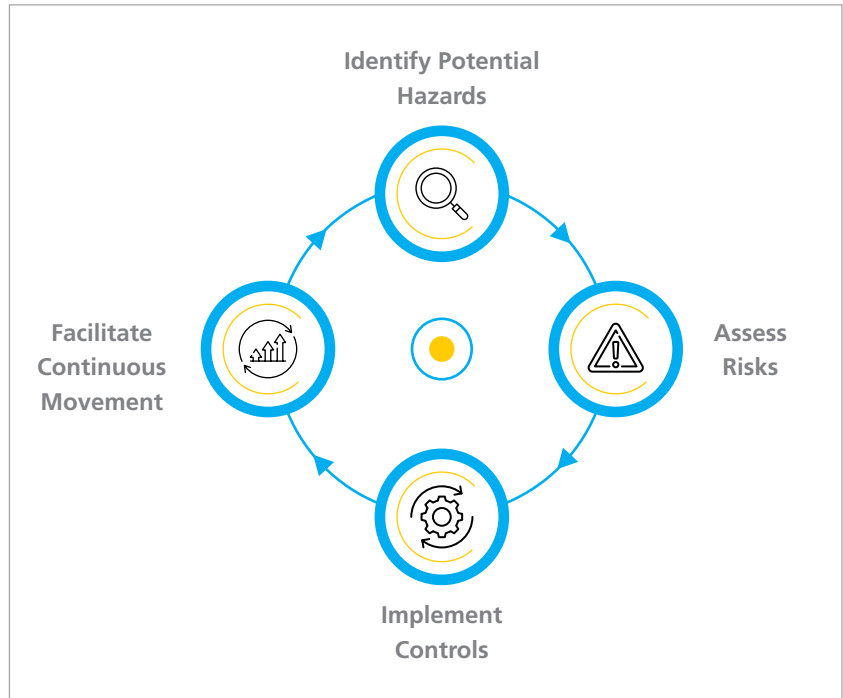 Identify Potential
Hazards
Assess
Risks
Implement
Controls
Facilitate
Continuous
Movement